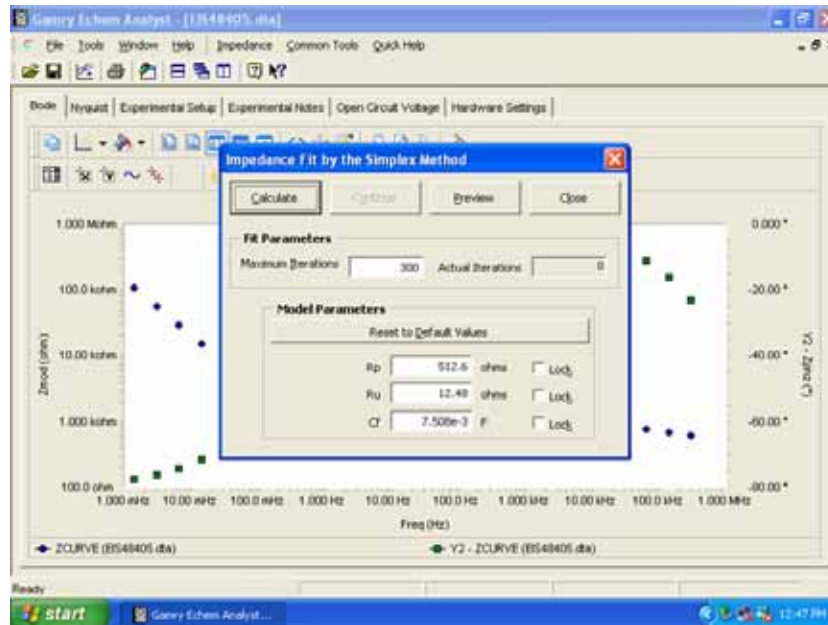 Gamry Echem Analyst - [EIS48405.dta]
File Tools Window Help Impedance Common Tools Quick Help
Bode Nyquist Experimental Setup Experimental Notes Open Circuit Voltage Hardware Settings
Impedance Fit by the Simplex Method
Calculate Continue Preview Close
Fit Parameters
Maximum Iterations 300 Actual Iterations 0
Model Parameters
Reset to Default Values
Rp 512.6 ohms Lock
Ru 12.48 ohms Lock
Cf 7.508e-3 F Lock
1.000 Mohm
100.0 kohm
10.00 kohm
1.000 kohm
100.0 ohm
Zmod (ohm)
0.000 °
-20.00 °
-40.00 °
-60.00 °
-80.00 °
Y2 - Zphz (°)
1.000 mHz 10.00 mHz 100.0 mHz 1.000 Hz 10.00 Hz 100.0 Hz 1.000 kHz 10.00 kHz 100.0 kHz 1.000 MHz
Freq (Hz)
ZCURVE (EIS48405.dta) Y2 - ZCURVE (EIS48405.dta)
Ready
start Gamry Echem Analyst... 12:47 PM